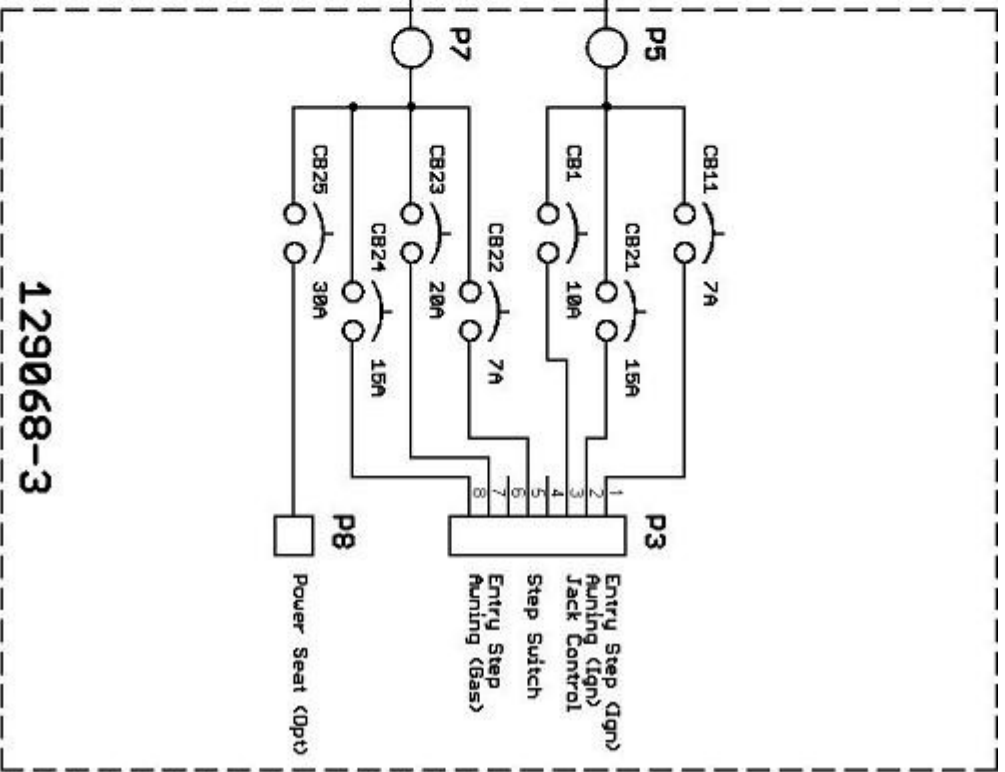 CB11 7A
P5
P3
CB21 15A
1 Entry Step (Ign)
2 Awning (Ign)
CB1 10A
3 Jack Control
4
5 Step Switch
6
CB22 7A
7 Entry Step
8 Awning (Gas)
P7
CB23 20A
CB24 15A
P8
CB25 30A
Power Seat (Opt)
129068-3